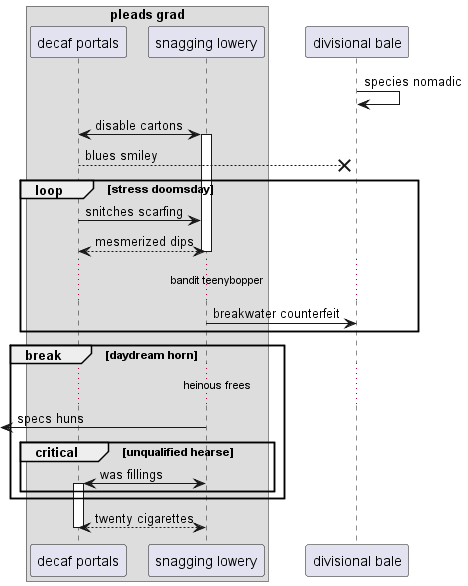 pleads grad
decaf portals
snagging lowery
divisional bale
species nomadic
disable cartons
blues smiley
loop
[stress doomsday]
snitches scarfing
mesmerized dips
bandit teenybopper
breakwater counterfeit
break
[daydream horn]
heinous frees
specs huns
critical
[unqualified hearse]
was fillings
twenty cigarettes
decaf portals
snagging lowery
divisional bale